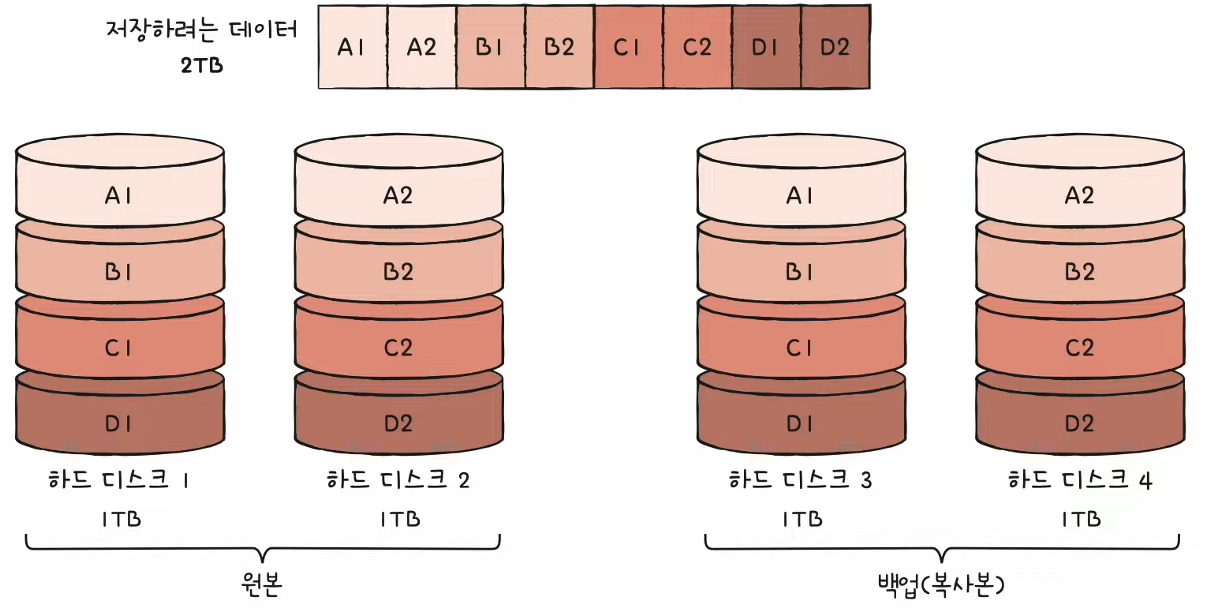 저장하려는 데이터
2TB
A1 A2 B1 B2 C1 C2 D1 D2
A1 A2 A1 A2
B1 B2 B1 B2
C1 C2 C1 C2
D1 D2 D1 D2
하드 디스크 1 하드 디스크 2 하드 디스크 3 하드 디스크 4
1TB 1TB 1TB 1TB
원본 백업(복사본)